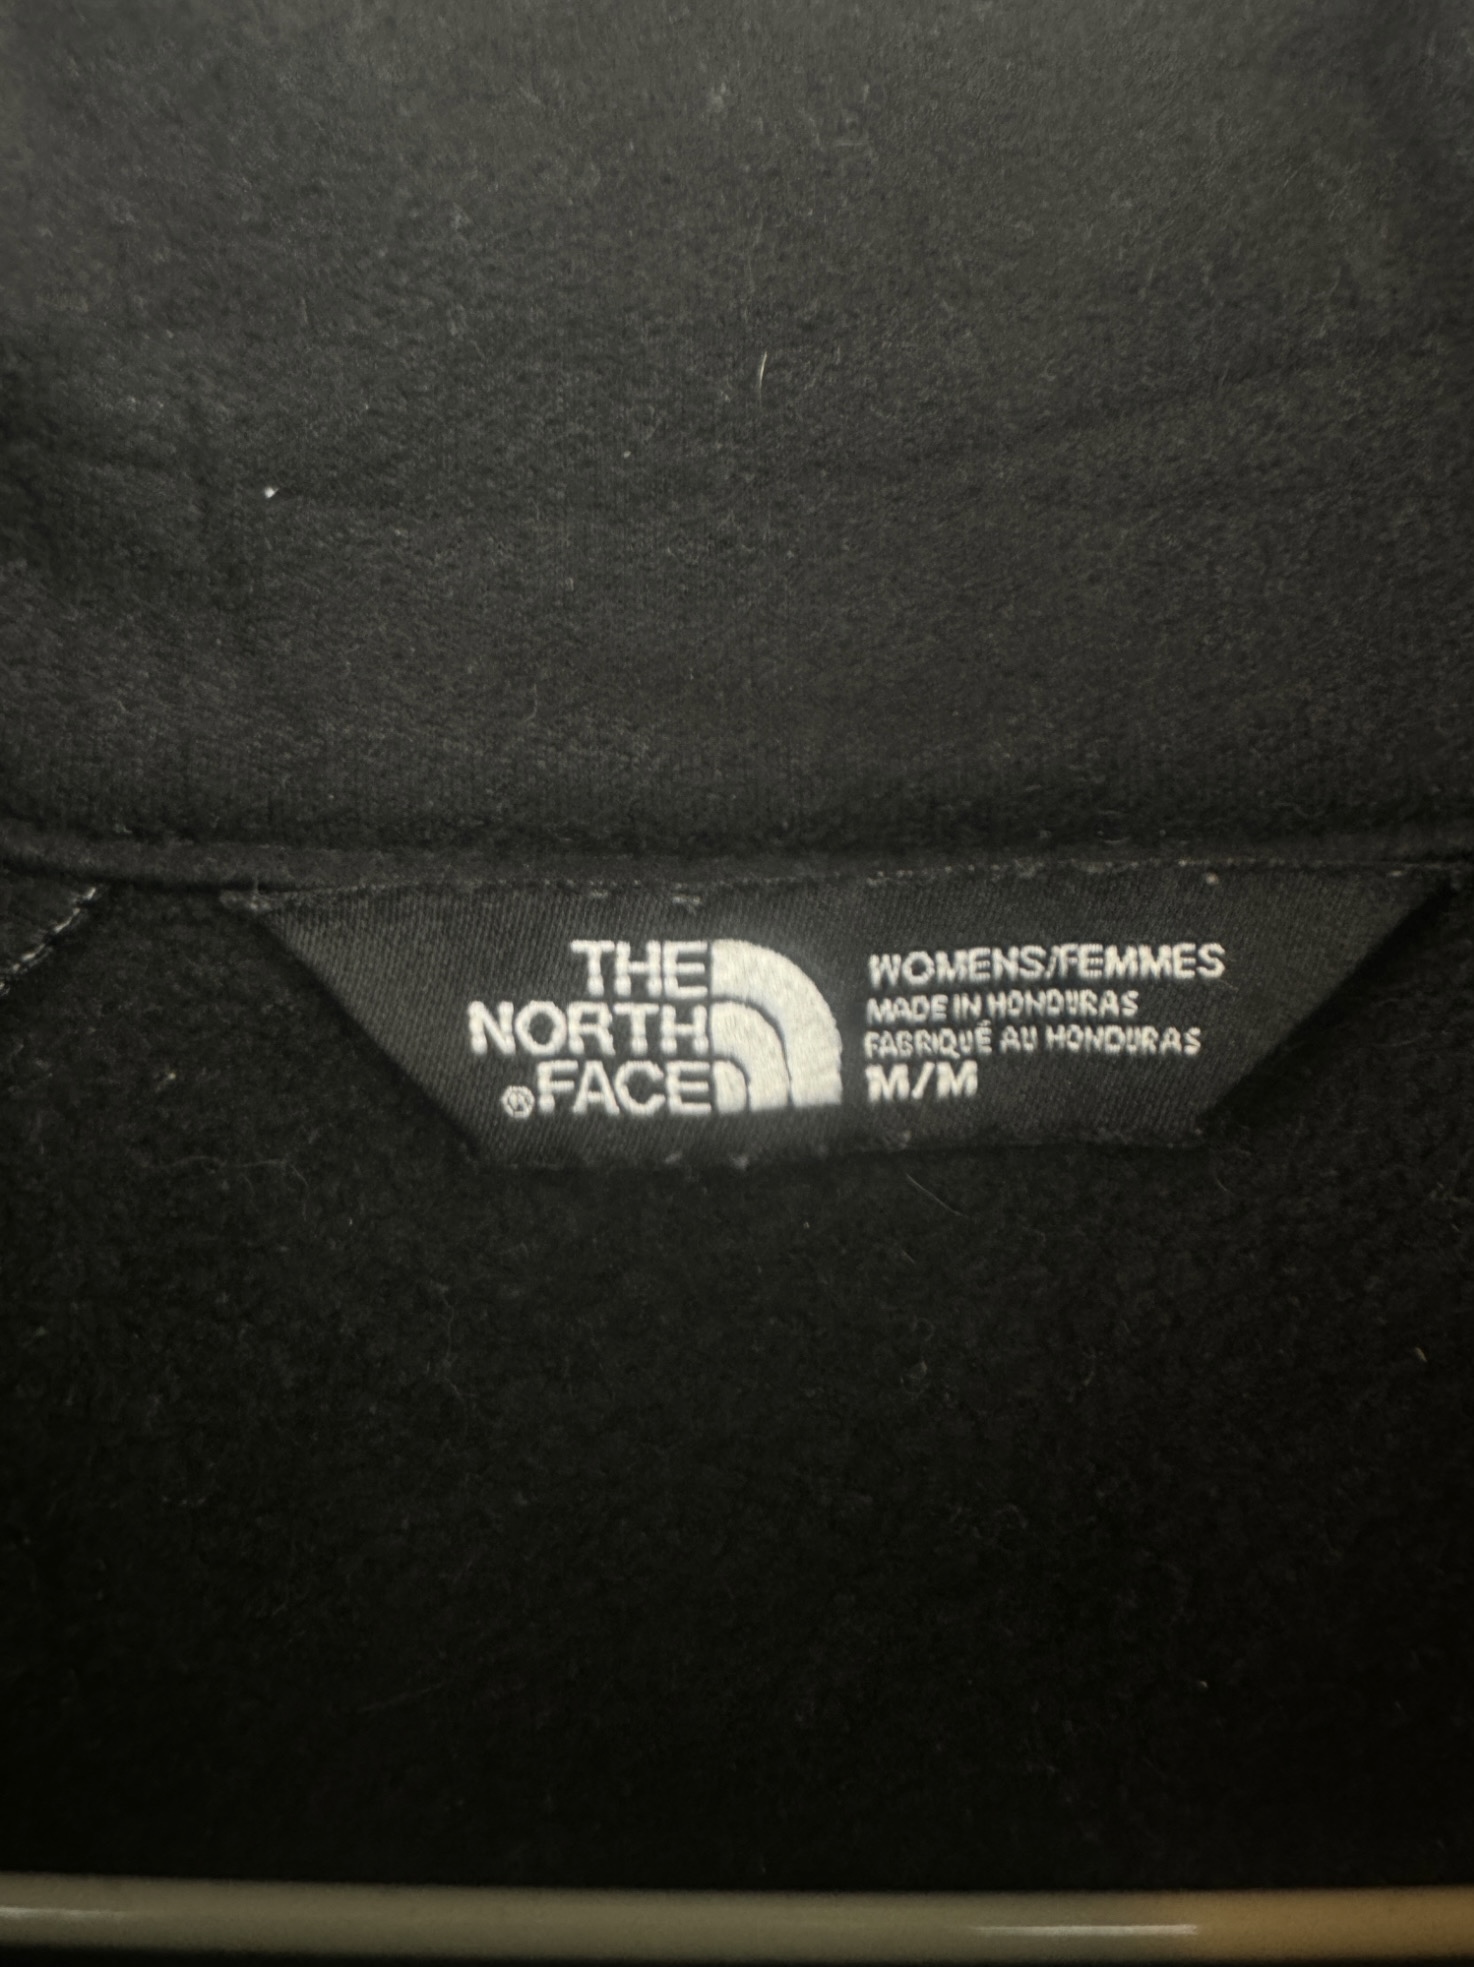 THE
NORTH
®FACE
WOMENS/FEMMES
MADE IN HONDURAS
FABRIQUÉ AU HONDURAS
M/M